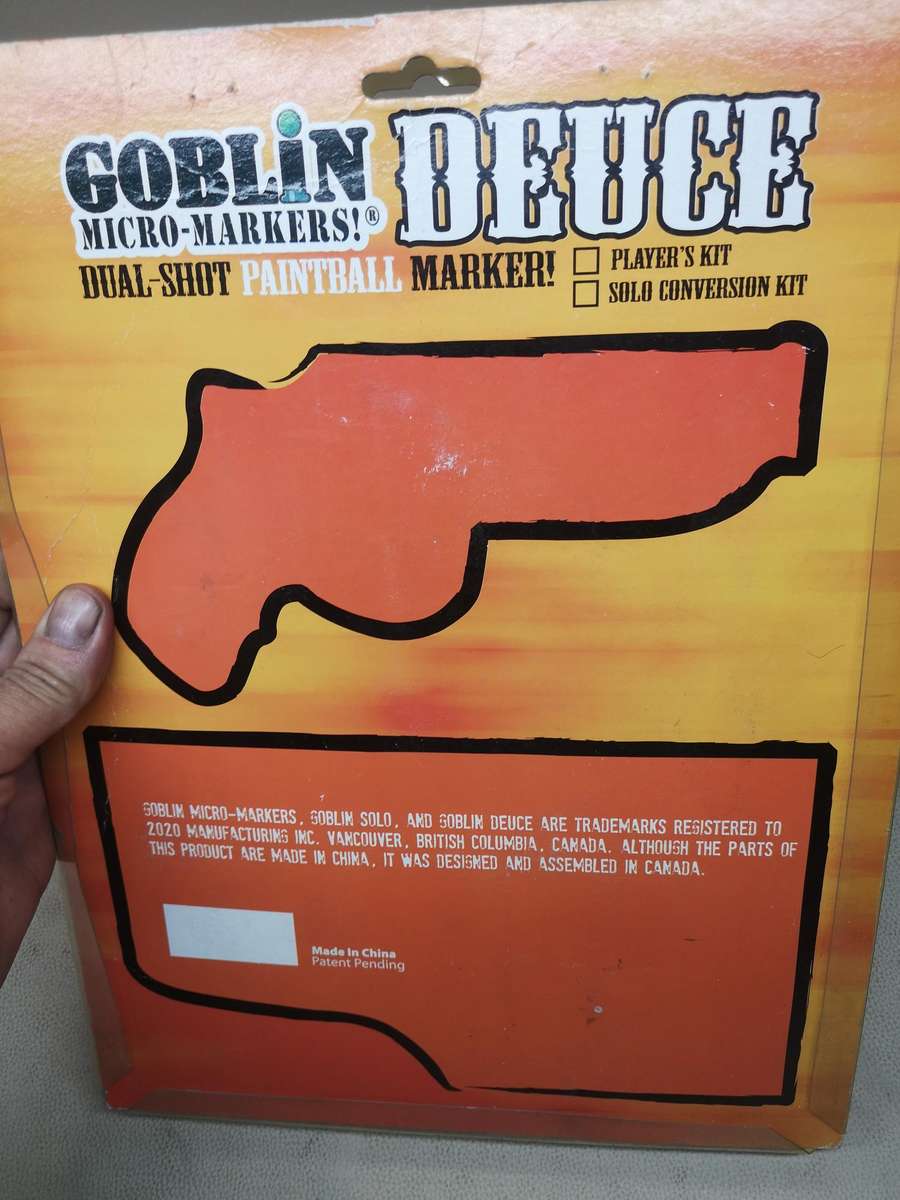 GOBLiN
MICRO-MARKERS!®
DEUCE
DUAL-SHOT PAINTBALL MARKER!
PLAYER'S KIT
SOLO CONVERSION KIT
GOBLIN MICRO-MARKERS, GOBLIN SOLO, AND GOBLIN DEUCE ARE TRADEMARKS REGISTERED TO
2020 MANUFACTURING INC. VANCOUVER, BRITISH COLUMBIA, CANADA. ALTHOUGH THE PARTS OF
THIS PRODUCT ARE MADE IN CHINA, IT WAS DESIGNED AND ASSEMBLED IN CANADA.
Made In China
Patent Pending